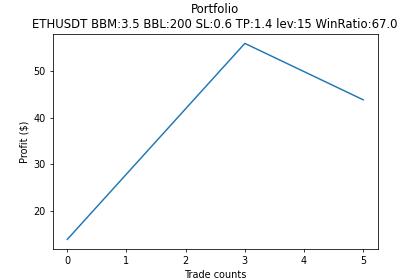 Portfolio
ETHUSDT BBM:3.5 BBL:200 SL:0.6 TP:1.4 lev:15 WinRatio:67.0
50
40
30
20
Profit ($)
0 1 2 3 4 5
Trade counts